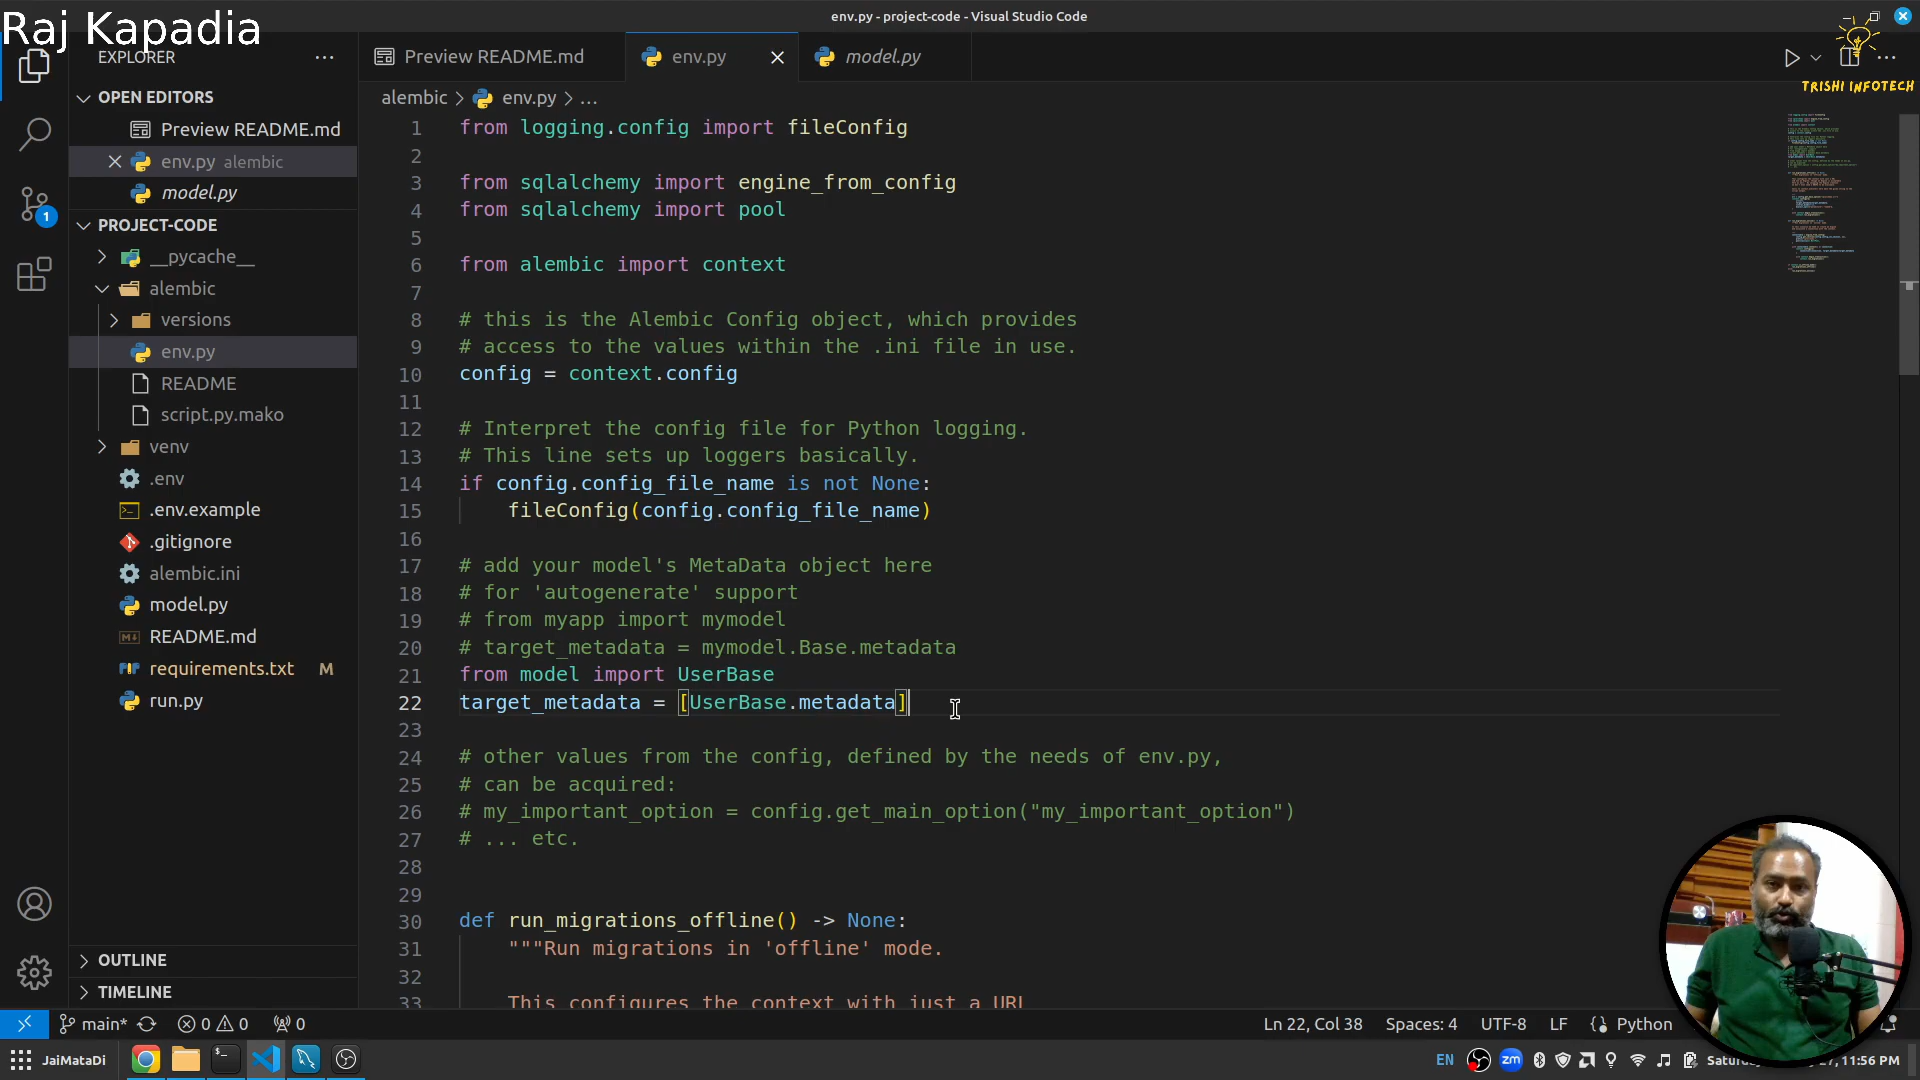 Raj Kapadia
env.py - project-code - Visual Studio Code
TRISHI INFOTECH
EXPLORER
OPEN EDITORS
Preview README.md
env.py alembic
model.py
PROJECT-CODE
__pycache__
alembic
versions
env.py
README
script.py.mako
venv
.env
.env.example
.gitignore
alembic.ini
model.py
README.md
requirements.txt M
run.py
OUTLINE
TIMELINE
1
Preview README.md
env.py
model.py
alembic > env.py > ...
1 from logging.config import fileConfig
2
3 from sqlalchemy import engine_from_config
4 from sqlalchemy import pool
5
6 from alembic import context
7
8 # this is the Alembic Config object, which provides
9 # access to the values within the .ini file in use.
10 config = context.config
11
12 # Interpret the config file for Python logging.
13 # This line sets up loggers basically.
14 if config.config_file_name is not None:
15 fileConfig(config.config_file_name)
16
17 # add your model's MetaData object here
18 # for 'autogenerate' support
19 # from myapp import mymodel
20 # target_metadata = mymodel.Base.metadata
21 from model import UserBase
22 target_metadata = [UserBase.metadata]
23
24 # other values from the config, defined by the needs of env.py,
25 # can be acquired:
26 # my_important_option = config.get_main_option("my_important_option")
27 # ... etc.
28
29
30 def run_migrations_offline() -> None:
31 """Run migrations in 'offline' mode.
32
33 This configures the context with just a URL
main* 0 0 0
Ln 22, Col 38 Spaces: 4 UTF-8 LF Python
JaiMataDi
EN zm 11:56 PM